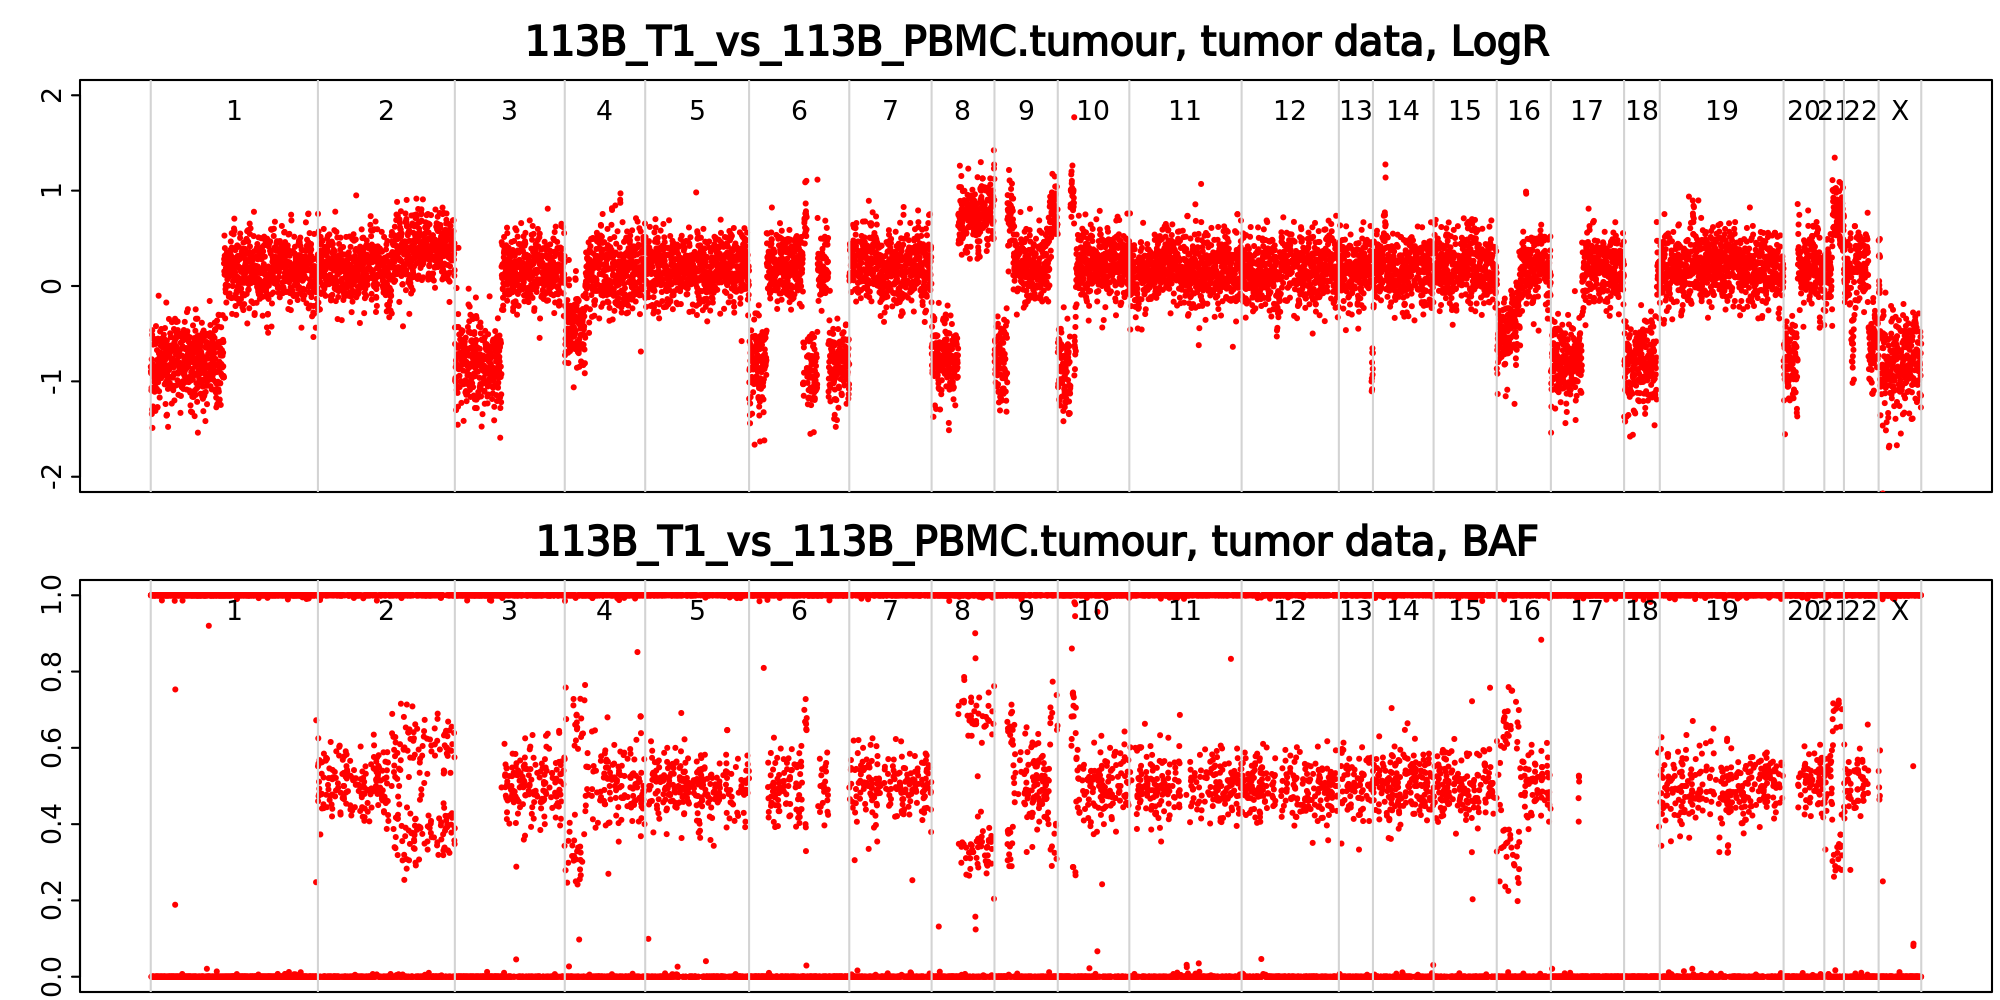 113B_T1_vs_113B_PBMC.tumour, tumor data, LogR
2
1 2 3 4 5 6 7 8 9 10 11 12 13 14 15 16 17 18 19 20 21 22 X
1
0
-1
-2
113B_T1_vs_113B_PBMC.tumour, tumor data, BAF
1.0
1 2 3 4 5 6 7 8 9 10 11 12 13 14 15 16 17 18 19 20 21 22 X
0.8
0.6
0.4
0.2
0.0